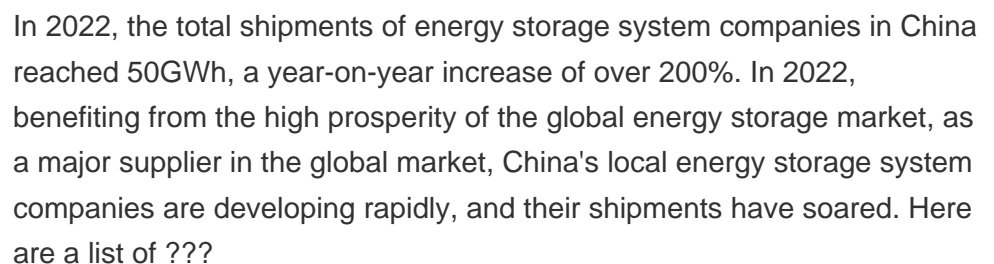 In 2022, the total shipments of energy storage system companies in China
reached 50GWh, a year-on-year increase of over 200%. In 2022,
benefiting from the high prosperity of the global energy storage market, as
a major supplier in the global market, China's local energy storage system
companies are developing rapidly, and their shipments have soared. Here
are a list of ???